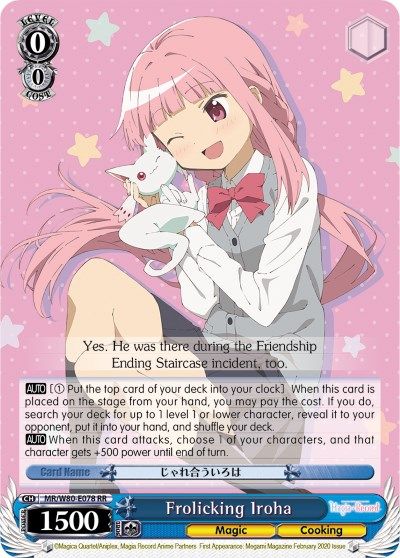 LEVEL
0
0
COST
Yes. He was there during the Friendship
Ending Staircase incident, too.
AUTO [① Put the top card of your deck into your clock] When this card is
placed on the stage from your hand, you may pay the cost. If you do,
search your deck for up to 1 level 1 or lower character, reveal it to your
opponent, put it into your hand, and shuffle your deck.
AUTO When this card attacks, choose 1 of your characters, and that
character gets +500 power until end of turn.
Card Name
じゃれ合ういろは
CH MR/W80-E078 RR
Frolicking Iroha
Magia Record
POWER
1500
Magic
Cooking
©Magica Quartet/Aniplex, Magia Record Anime Partners First Appearance: Megami Magazine February 2020 Issue